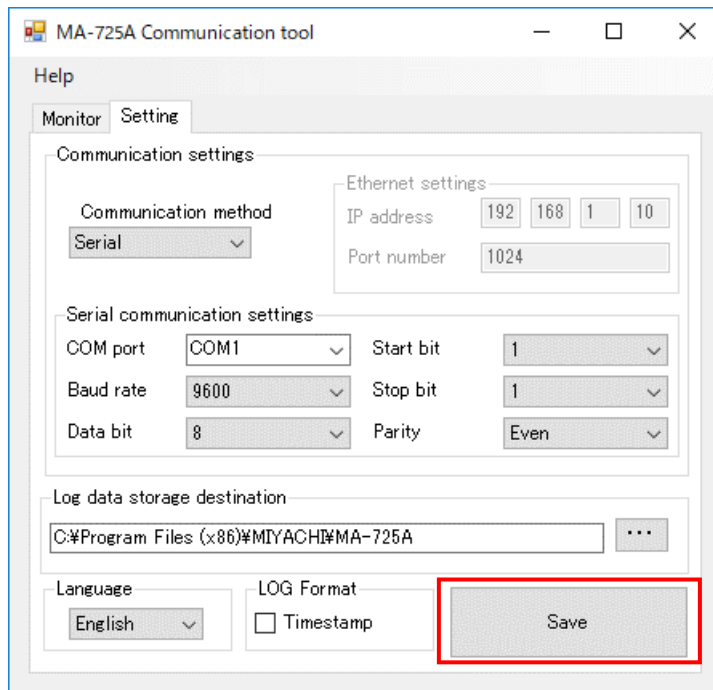 MA-725A Communication tool
Help
Monitor Setting
Communication settings
Communication method
Serial
Ethernet settings
IP address 192 168 1 10
Port number 1024
Serial communication settings
COM port COM1 Start bit 1
Baud rate 9600 Stop bit 1
Data bit 8 Parity Even
Log data storage destination
C:¥Program Files (x86)¥MIYACHI¥MA-725A ...
Language
English
LOG Format
Timestamp
Save